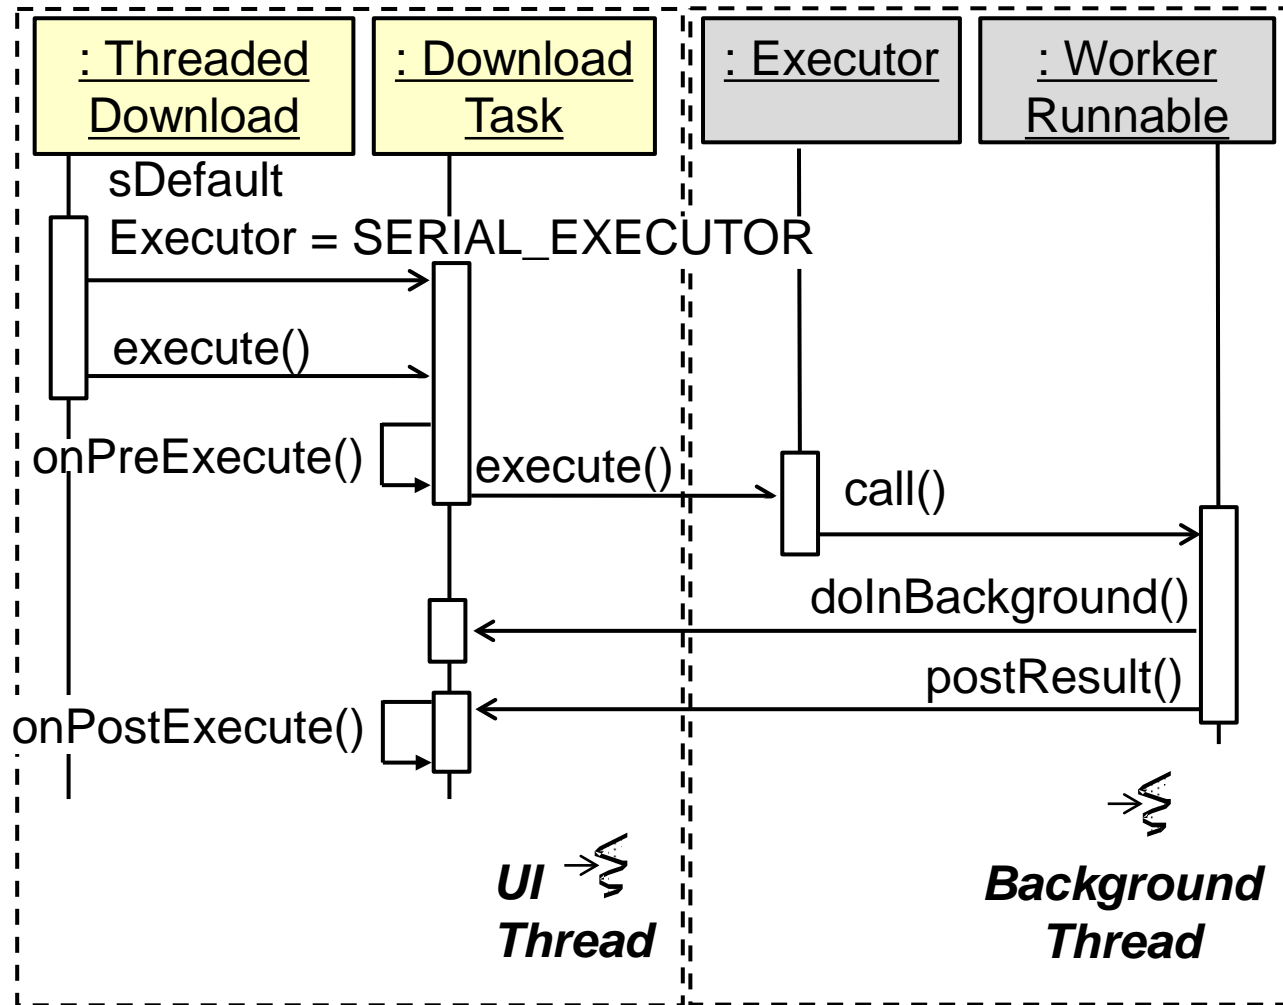 : Threaded
Download
: Download
Task
: Executor
: Worker
Runnable
sDefault
Executor = SERIAL_EXECUTOR
execute()
onPreExecute()
execute()
call()
doInBackground()
postResult()
onPostExecute()
UI
Thread
Background
Thread